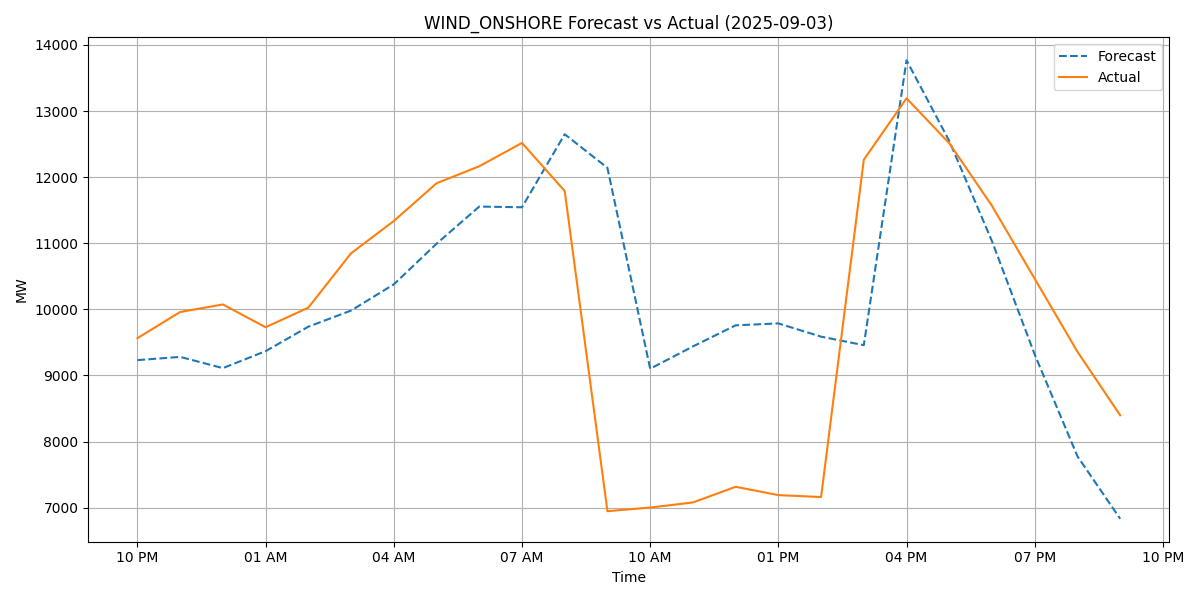 WIND_ONSHORE Forecast vs Actual (2025-09-03)
Forecast
Actual
MW
14000
13000
12000
11000
10000
9000
8000
7000
10 PM 01 AM 04 AM 07 AM 10 AM 01 PM 04 PM 07 PM 10 PM
Time